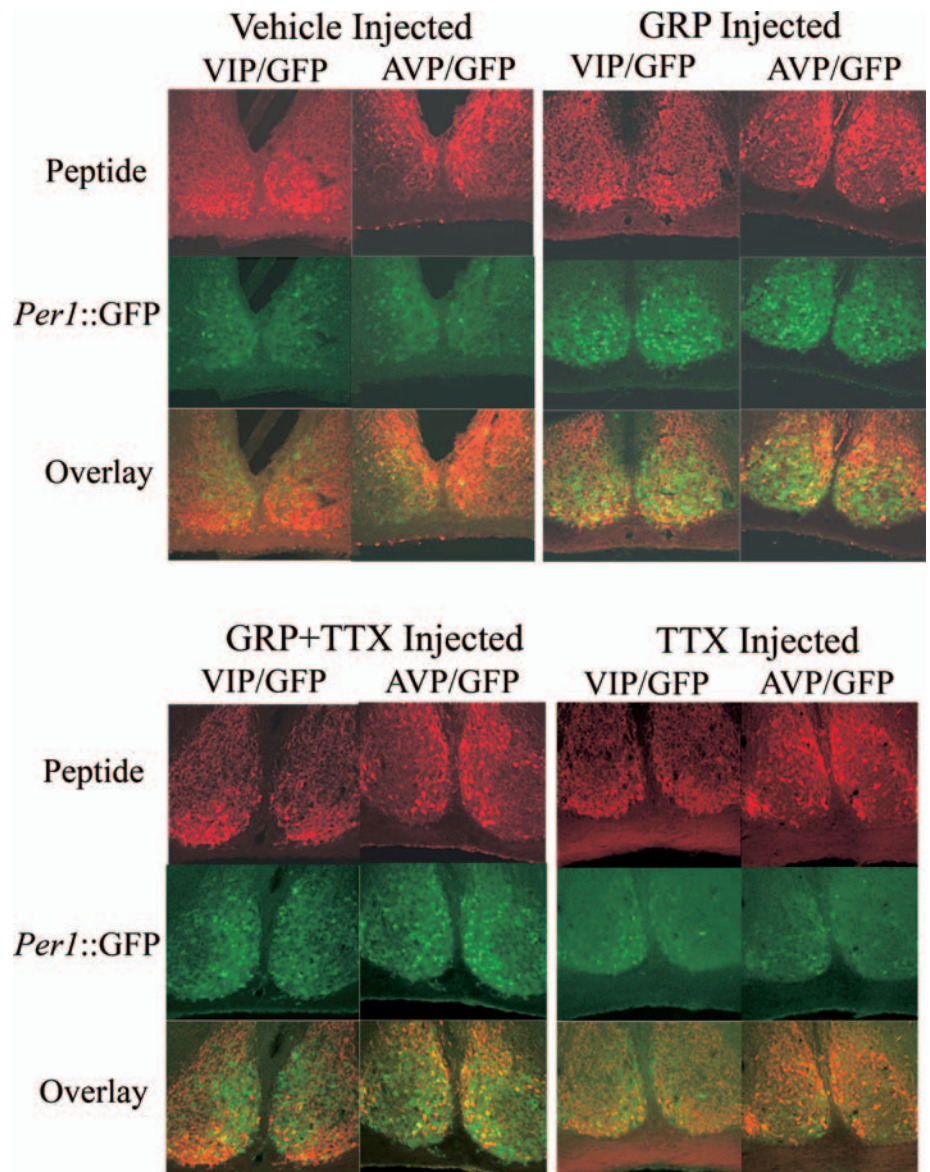 Vehicle Injected GRP Injected
VIP/GFP AVP/GFP VIP/GFP AVP/GFP
Peptide
Per1::GFP
Overlay
GRP+TTX Injected TTX Injected
VIP/GFP AVP/GFP VIP/GFP AVP/GFP
Peptide
Per1::GFP
Overlay